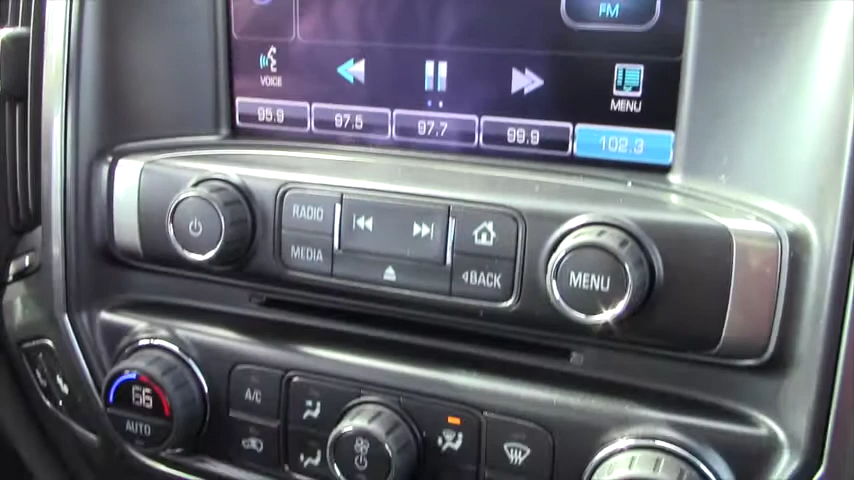 FM
VOICE
MENU
95.9 97.5 97.7 99.9 102.3
RADIO
MEDIA
BACK
MENU
66
AUTO
A/C